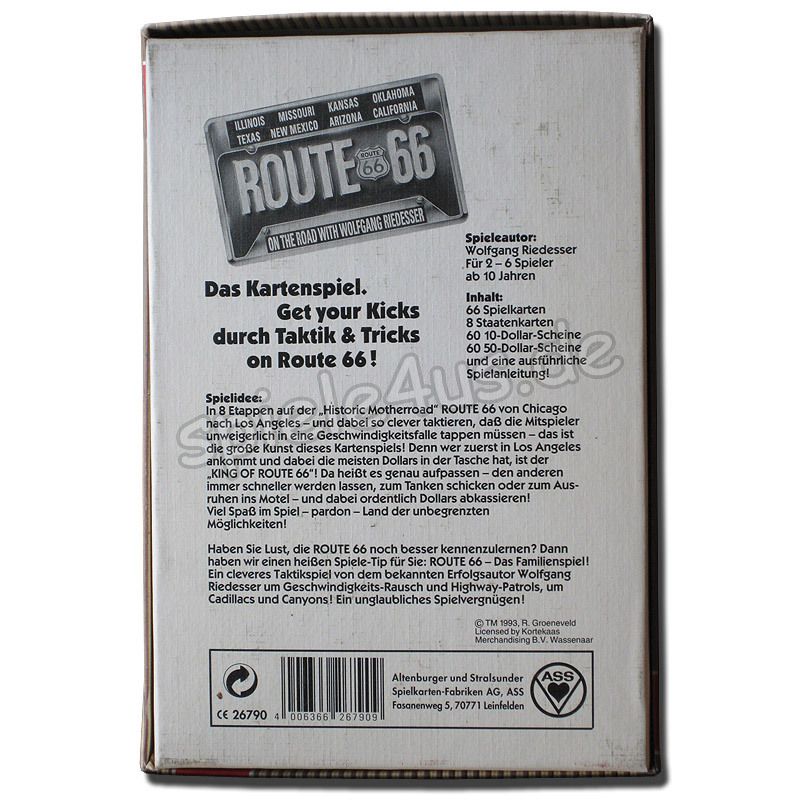 ILLINOIS MISSOURI KANSAS OKLAHOMA
TEXAS NEW MEXICO ARIZONA CALIFORNIA
ROUTE ROUTE 66 66
ON THE ROAD WITH WOLFGANG RIEDESSER
Das Kartenspiel.
Get your Kicks
durch Taktik & Tricks
on Route 66!
Spieleautor:
Wolfgang Riedesser
Für 2 – 6 Spieler
ab 10 Jahren
Inhalt:
66 Spielkarten
8 Staatenkarten
60 10-Dollar-Scheine
60 50-Dollar-Scheine
und eine ausführliche
Spielanleitung!
Spielidee:
In 8 Etappen auf der „Historic Motherroad" ROUTE 66 von Chicago
nach Los Angeles – und dabei so clever taktieren, daß die Mitspieler
unweigerlich in eine Geschwindigkeitsfalle tappen müssen – das ist
die große Kunst dieses Kartenspiels! Denn wer zuerst in Los Angeles
ankommt und dabei die meisten Dollars in der Tasche hat, ist der
„KING OF ROUTE 66"! Da heißt es genau aufpassen – den anderen
immer schneller werden lassen, zum Tanken schicken oder zum Aus-
ruhen ins Motel – und dabei ordentlich Dollars abkassieren!
Viel Spaß im Spiel – pardon – Land der unbegrenzten
Möglichkeiten!
Haben Sie Lust, die ROUTE 66 noch besser kennenzulernen? Dann
haben wir einen heißen Spiele-Tip für Sie: ROUTE 66 – Das Familienspiel!
Ein cleveres Taktikspiel von dem bekannten Erfolgsautor Wolfgang
Riedesser um Geschwindigkeits-Rausch und Highway-Patrols, um
Cadillacs und Canyons! Ein unglaubliches Spielvergnügen!
© TM 1993, R. Groeneveld
Licensed by Kortekaas
Merchandising B.V. Wassenaar
CE 26790
4 006366 267909
Altenburger und Stralsunder
Spielkarten-Fabriken AG, ASS
Fasanenweg 5, 70771 Leinfelden
ASS
spiele4us.de